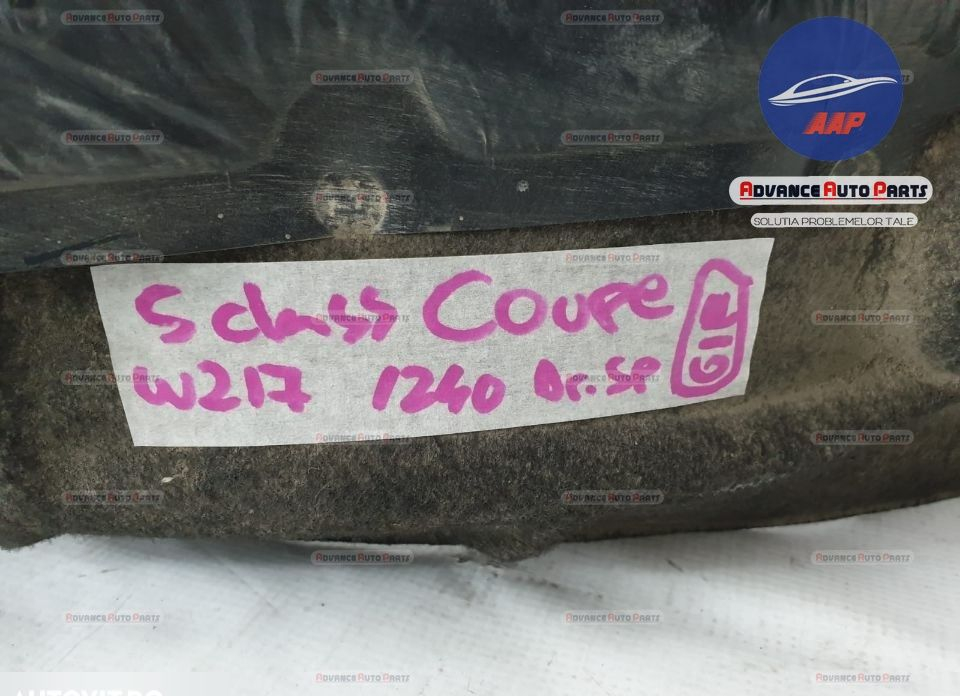 AAP
ADVANCE AUTO PARTS
SOLUTIA PROBLEMELOR TALE
S class Coupe
W217 1240 Dr.SP